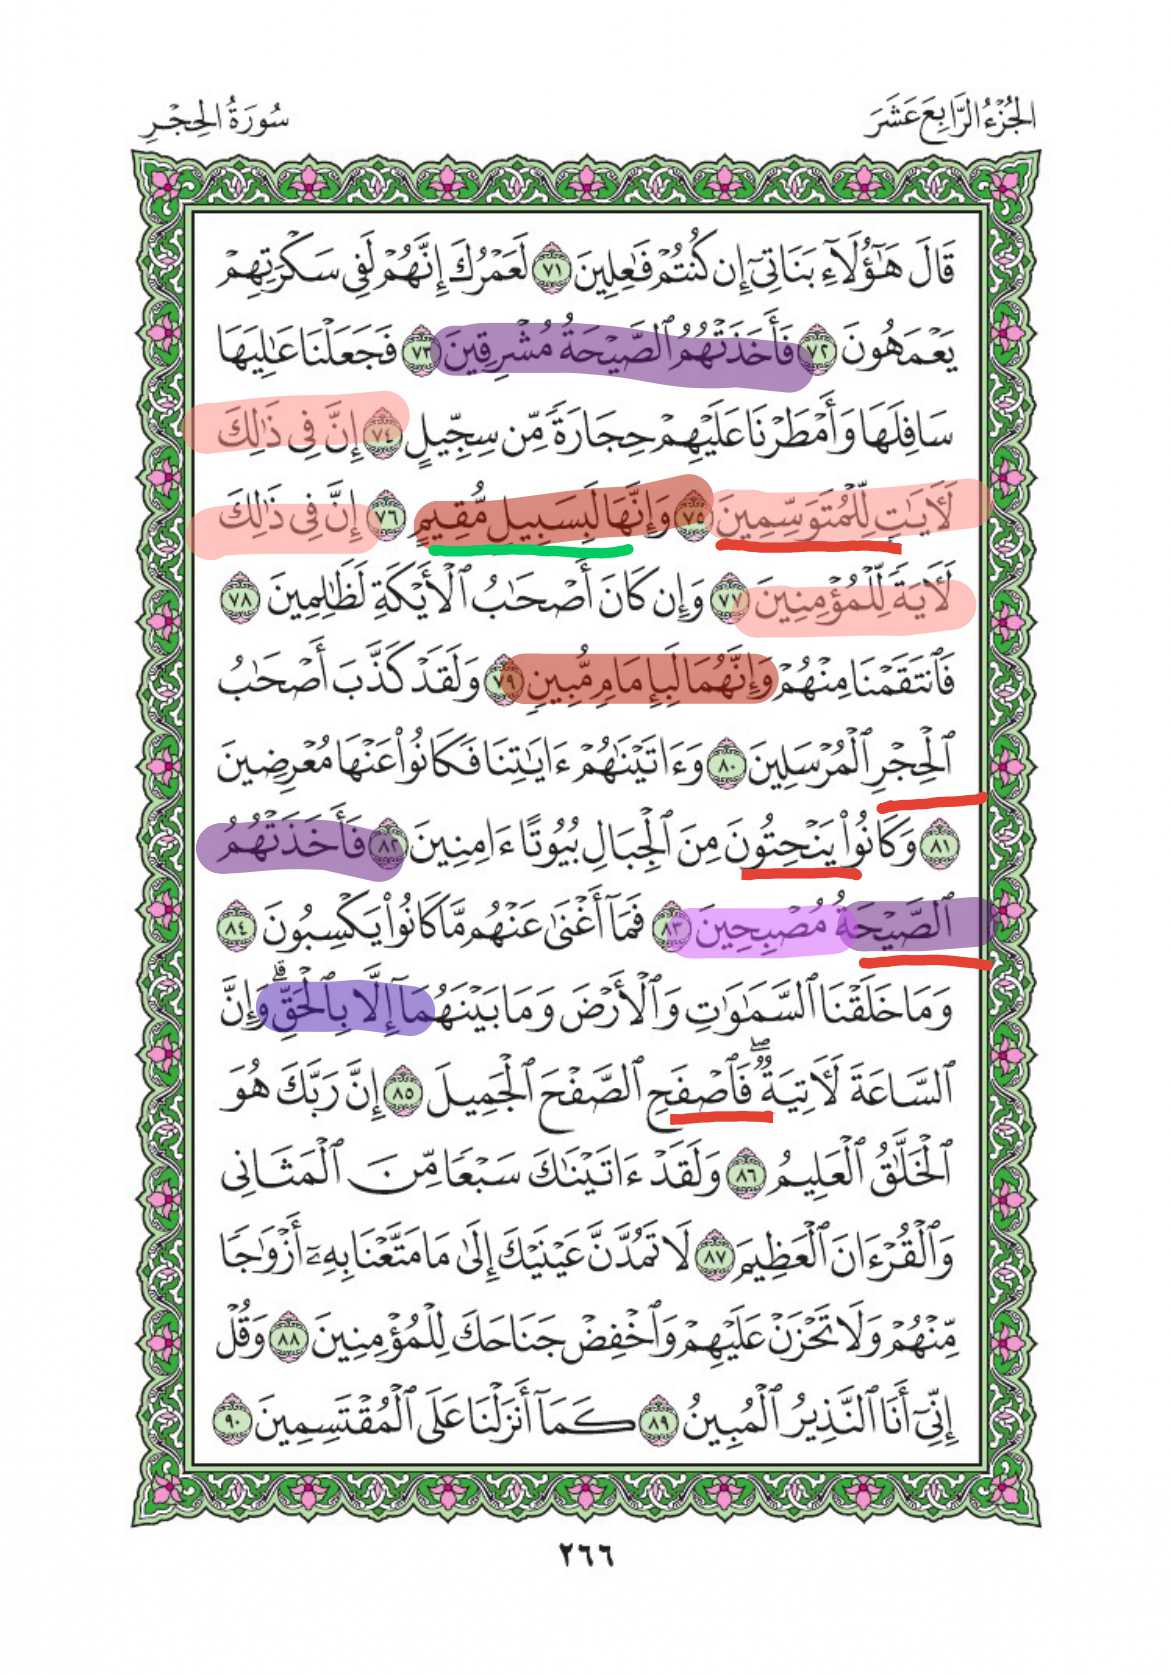 الجُزْءُ الرَّابِعَ عَشَرَ
سُورَةُ الحِجْرِ
قَالَ هَٰٓؤُلَآءِ بَنَاتِيٓ إِن كُنتُمْ فَٰعِلِينَ ٧١ لَعَمْرُكَ إِنَّهُمْ لَفِي سَكْرَتِهِمْ
يَعْمَهُونَ ٧٢ فَأَخَذَتْهُمُ ٱلصَّيْحَةُ مُشْرِقِينَ ٧٣ فَجَعَلْنَا عَٰلِيَهَا
سَافِلَهَا وَأَمْطَرْنَا عَلَيْهِمْ حِجَارَةً مِّن سِجِّيلٍ ٧٤ إِنَّ فِي ذَٰلِكَ
لَءَايَٰتٍ لِّلْمُتَوَسِّمِينَ ٧٥ وَإِنَّهَا لَبِسَبِيلٍ مُّقِيمٍ ٧٦ إِنَّ فِي ذَٰلِكَ
لَءَايَةً لِّلْمُؤْمِنِينَ ٧٧ وَإِن كَانَ أَصْحَٰبُ ٱلْأَيْكَةِ لَظَٰلِمِينَ ٧٨
فَٱنتَقَمْنَا مِنْهُمْ وَإِنَّهُمَا لَبِإِمَامٍ مُّبِينٍ ٧٩ وَلَقَدْ كَذَّبَ أَصْحَٰبُ
ٱلْحِجْرِ ٱلْمُرْسَلِينَ ٨٠ وَءَاتَيْنَٰهُمْ ءَايَٰتِنَا فَكَانُوا۟ عَنْهَا مُعْرِضِينَ
٨١ وَكَانُوا۟ يَنْحِتُونَ مِنَ ٱلْجِبَالِ بُيُوتًا ءَامِنِينَ ٨٢ فَأَخَذَتْهُمُ
ٱلصَّيْحَةُ مُصْبِحِينَ ٨٣ فَمَآ أَغْنَىٰ عَنْهُم مَّا كَانُوا۟ يَكْسِبُونَ ٨٤
وَمَا خَلَقْنَا ٱلسَّمَٰوَٰتِ وَٱلْأَرْضَ وَمَا بَيْنَهُمَآ إِلَّا بِٱلْحَقِّ ۗ وَإِنَّ
ٱلسَّاعَةَ لَءَاتِيَةٌ ۖ فَٱصْفَحِ ٱلصَّفْحَ ٱلْجَمِيلَ ٨٥ إِنَّ رَبَّكَ هُوَ
ٱلْخَلَّٰقُ ٱلْعَلِيمُ ٨٦ وَلَقَدْ ءَاتَيْنَٰكَ سَبْعًا مِّنَ ٱلْمَثَانِي
وَٱلْقُرْءَانَ ٱلْعَظِيمَ ٨٧ لَا تَمُدَّنَّ عَيْنَيْكَ إِلَىٰ مَا مَتَّعْنَا بِهِۦٓ أَزْوَٰجًا
مِّنْهُمْ وَلَا تَحْزَنْ عَلَيْهِمْ وَٱخْفِضْ جَنَاحَكَ لِلْمُؤْمِنِينَ ٨٨ وَقُلْ
إِنِّيٓ أَنَا ٱلنَّذِيرُ ٱلْمُبِينُ ٨٩ كَمَآ أَنزَلْنَا عَلَى ٱلْمُقْتَسِمِينَ ٩٠
٢٦٦